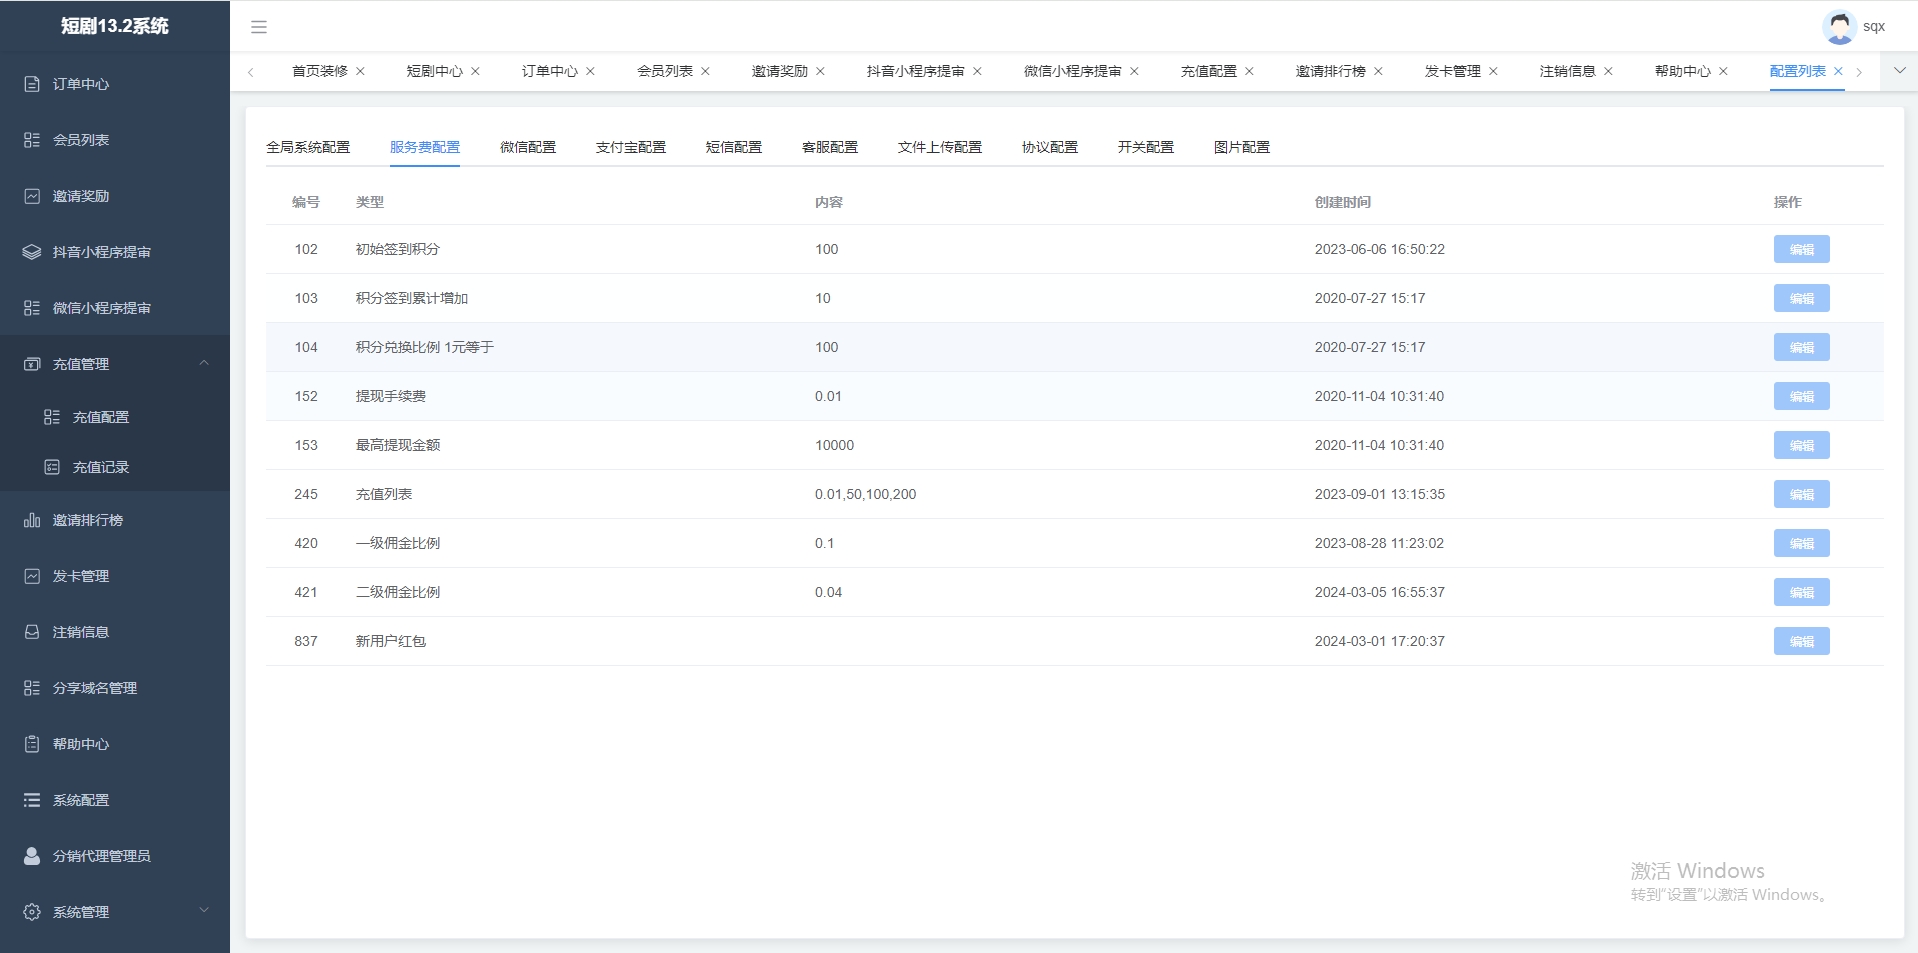 短剧13.2系统
订单中心
会员列表
邀请奖励
抖音小程序提审
微信小程序提审
充值管理
充值配置
充值记录
邀请排行榜
发卡管理
注销信息
分享域名管理
帮助中心
系统配置
分销代理管理员
系统管理
sqx
首页装修 短剧中心 订单中心 会员列表 邀请奖励 抖音小程序提审 微信小程序提审 充值配置 邀请排行榜 发卡管理 注销信息 帮助中心 配置列表
全局系统配置 服务费配置 微信配置 支付宝配置 短信配置 客服配置 文件上传配置 协议配置 开关配置 图片配置
编号 类型 内容 创建时间 操作
102 初始签到积分 100 2023-06-06 16:50:22 编辑
103 积分签到累计增加 10 2020-07-27 15:17 编辑
104 积分兑换比例 1元等于 100 2020-07-27 15:17 编辑
152 提现手续费 0.01 2020-11-04 10:31:40 编辑
153 最高提现金额 10000 2020-11-04 10:31:40 编辑
245 充值列表 0.01,50,100,200 2023-09-01 13:15:35 编辑
420 一级佣金比例 0.1 2023-08-28 11:23:02 编辑
421 二级佣金比例 0.04 2024-03-05 16:55:37 编辑
837 新用户红包 2024-03-01 17:20:37 编辑
激活 Windows
转到“设置”以激活 Windows。